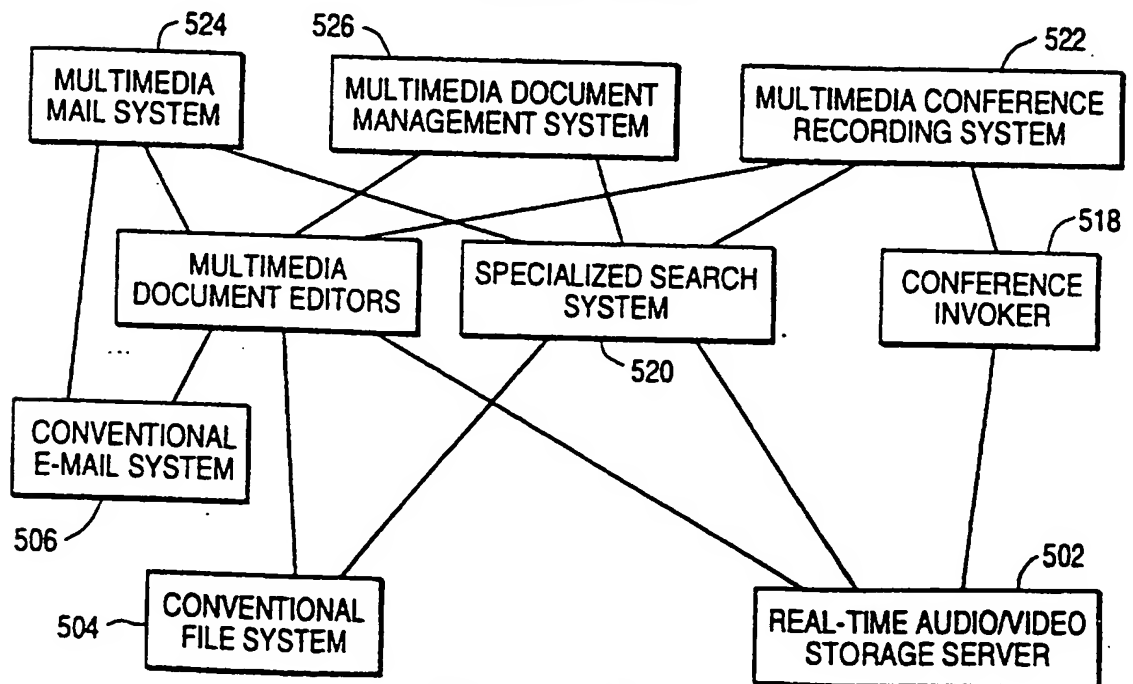 524
526
522
MULTIMEDIA
MAIL SYSTEM
MULTIMEDIA DOCUMENT
MANAGEMENT SYSTEM
MULTIMEDIA CONFERENCE
RECORDING SYSTEM
518
MULTIMEDIA
DOCUMENT EDITORS
SPECIALIZED SEARCH
SYSTEM
CONFERENCE
INVOKER
520
CONVENTIONAL
E-MAIL SYSTEM
506
502
504
CONVENTIONAL
FILE SYSTEM
REAL-TIME AUDIO/VIDEO
STORAGE SERVER